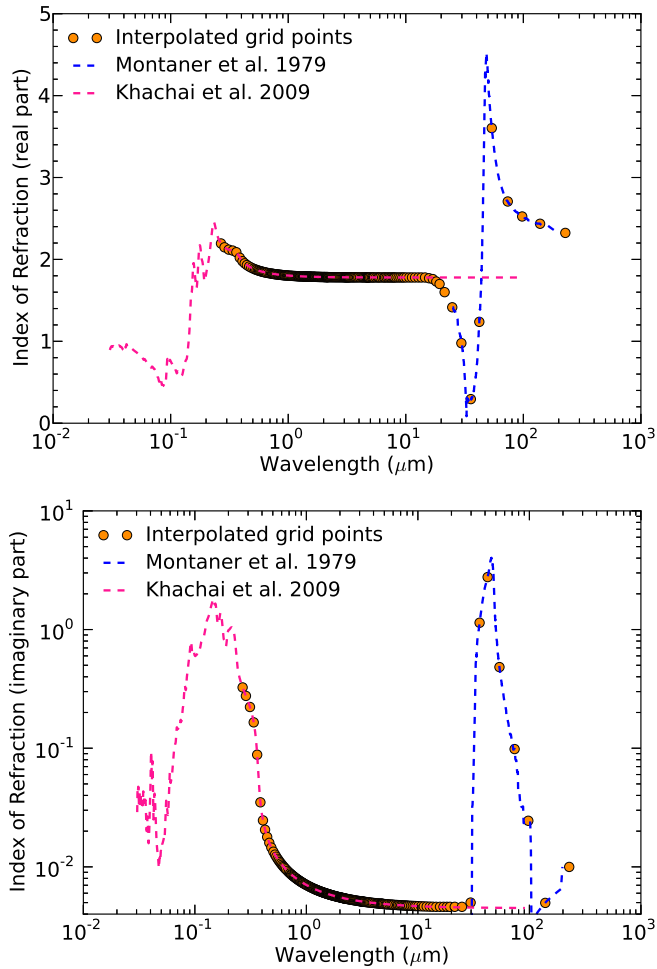 Interpolated grid points
Montaner et al. 1979
Khachai et al. 2009
Index of Refraction (real part)
5
4
3
2
1
0
10^-2
10^-1
10^0
10^1
10^2
10^3
Wavelength (μm)
Interpolated grid points
Montaner et al. 1979
Khachai et al. 2009
Index of Refraction (imaginary part)
10^1
10^0
10^-1
10^-2
10^-2
10^-1
10^0
10^1
10^2
10^3
Wavelength (μm)